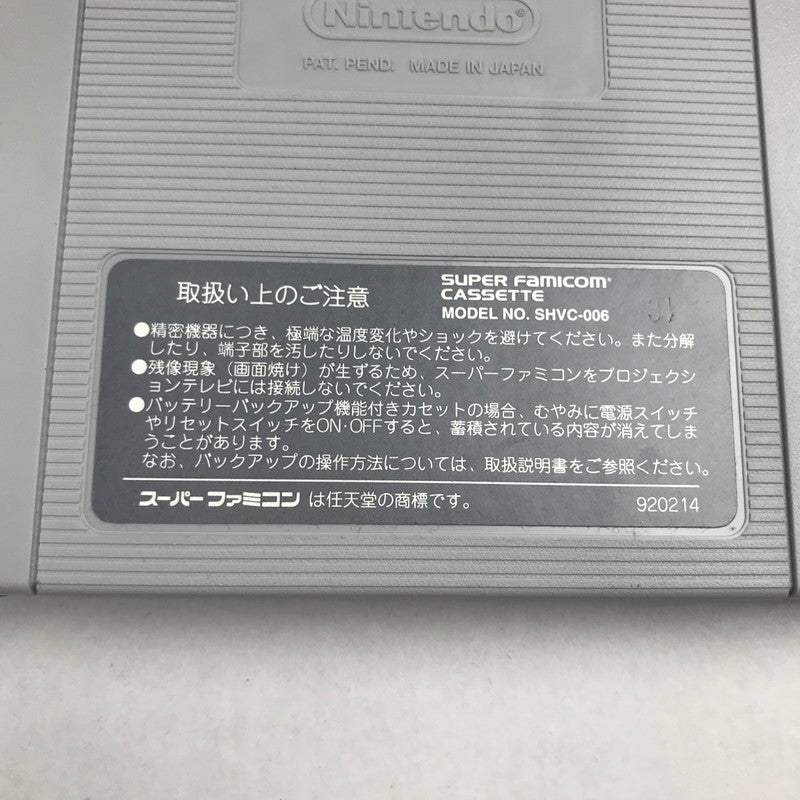 Nintendo
PAT. PEND. MADE IN JAPAN
取扱い上のご注意
SUPER FAMICOM
CASSETTE
MODEL NO. SHVC-006
●精密機器につき、極端な温度変化やショックを避けてください。また分解
したり、端子部を汚したりしないでください。
●残像現象（画面焼け）が生ずるため、スーパーファミコンをプロジェクシ
ョンテレビには接続しないでください。
●バッテリーバックアップ機能付きカセットの場合、むやみに電源スイッチ
やリセットスイッチをON・OFFすると、蓄積されている内容が消えてしま
うことがあります。
なお、バックアップの操作方法については、取扱説明書をご参照ください。
スーパーファミコン は任天堂の商標です。
920214